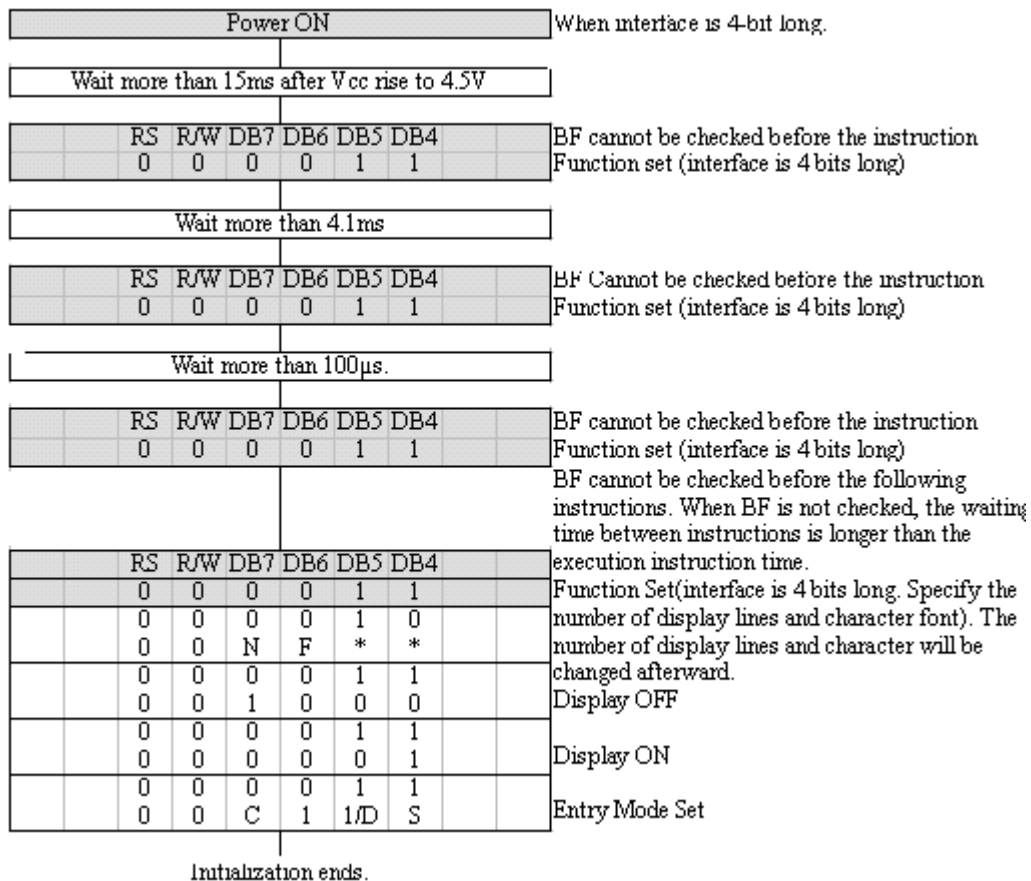 Power ON
When interface is 4-bit long.
Wait more than 15ms after Vcc rise to 4.5V
RS R/W DB7 DB6 DB5 DB4
BF cannot be checked before the instruction
0 0 0 0 1 1
Function set (interface is 4 bits long)
Wait more than 4.1ms
RS R/W DB7 DB6 DB5 DB4
BF Cannot be checked before the instruction
0 0 0 0 1 1
Function set (interface is 4 bits long)
Wait more than 100µs.
RS R/W DB7 DB6 DB5 DB4
BF cannot be checked before the instruction
0 0 0 0 1 1
Function set (interface is 4 bits long)
BF cannot be checked before the following
instructions. When BF is not checked, the waiting
time between instructions is longer than the
execution instruction time.
RS R/W DB7 DB6 DB5 DB4
0 0 0 0 1 1
Function Set(interface is 4 bits long. Specify the
0 0 0 0 1 0
number of display lines and character font). The
0 0 N F * *
number of display lines and character will be
changed afterward.
0 0 0 0 1 1
0 0 1 0 0 0
Display OFF
0 0 0 0 1 1
0 0 0 0 0 1
Display ON
0 0 0 0 1 1
0 0 C 1 1/D S
Entry Mode Set
Initialization ends.